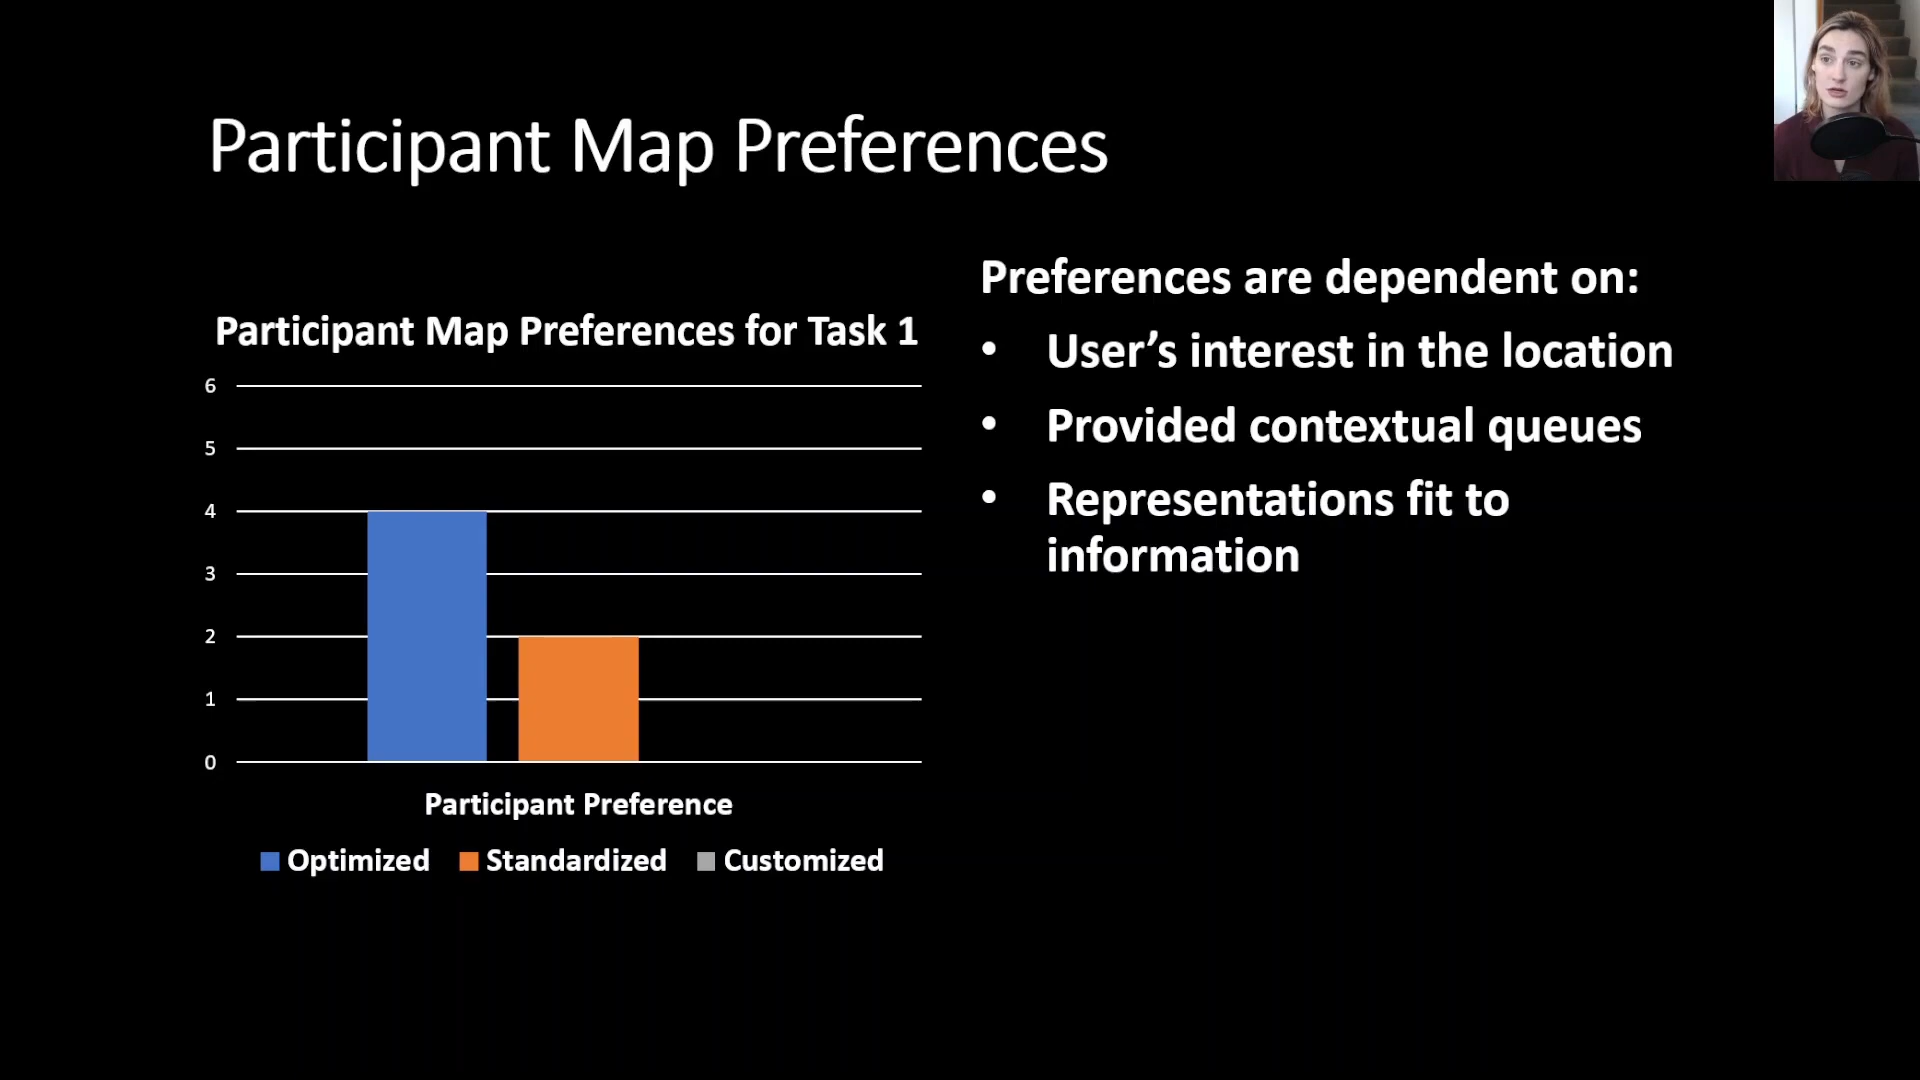 Participant Map Preferences
Participant Map Preferences for Task 1
6
5
4
3
2
1
0
Participant Preference
Optimized Standardized Customized
Preferences are dependent on:
• User’s interest in the location
• Provided contextual queues
• Representations fit to
information